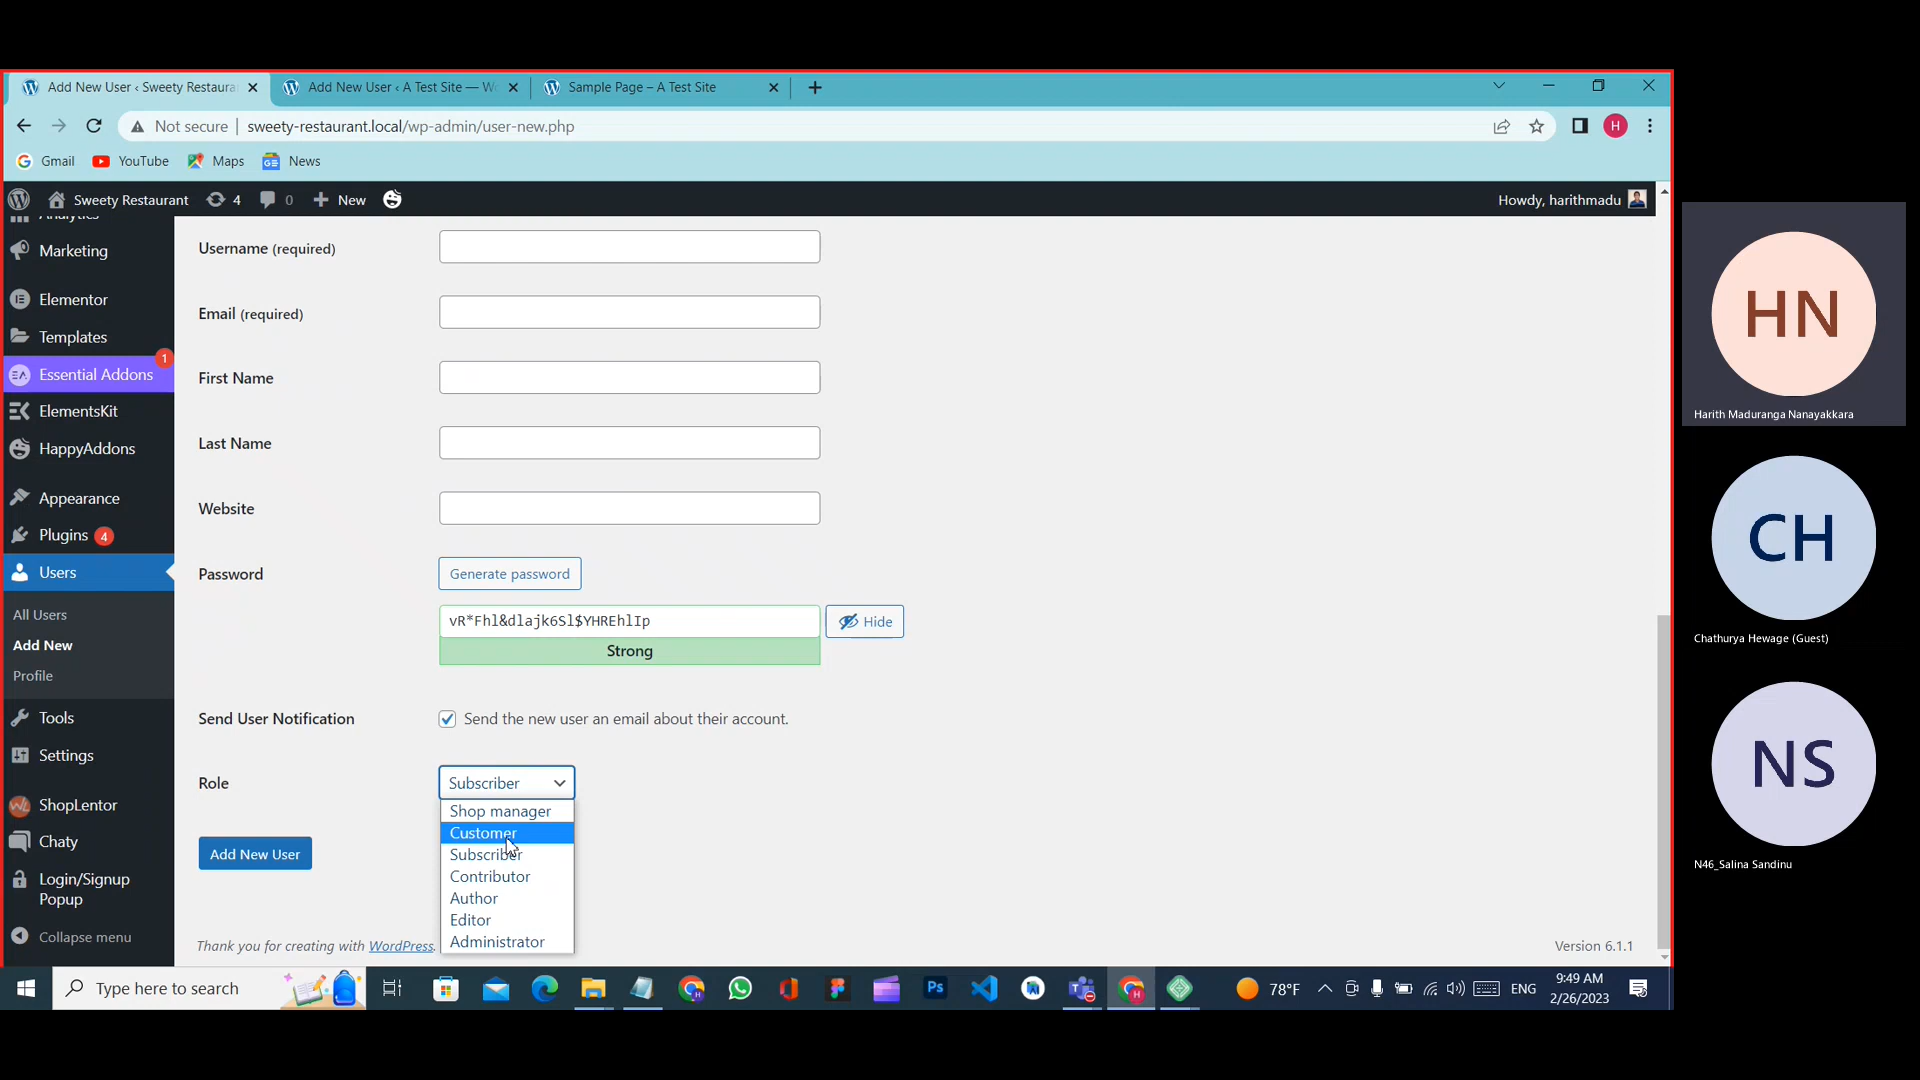 Add New User ‹ Sweety Restaura
Add New User ‹ A Test Site — Wo
Sample Page – A Test Site
Not secure
sweety-restaurant.local/wp-admin/user-new.php
H
Gmail
YouTube
Maps
News
Sweety Restaurant
4
0
New
Howdy, harithmadu
Analytics
Marketing
Elementor
Templates
1
Essential Addons
ElementsKit
HappyAddons
Appearance
Plugins 4
Users
All Users
Add New
Profile
Tools
Settings
ShopLentor
Chaty
Login/Signup
Popup
Collapse menu
Username (required)
Email (required)
First Name
Last Name
Website
Password
Generate password
vR*Fhl&dlajk6Sl$YHREhlIp
Hide
Strong
Send User Notification
Send the new user an email about their account.
Role
Subscriber
Shop manager
Customer
Subscriber
Contributor
Author
Editor
Administrator
Add New User
Thank you for creating with WordPress.
Version 6.1.1
Type here to search
Ps
78°F
ENG
9:49 AM
2/26/2023
HN
Harith Maduranga Nanayakkara
CH
Chathurya Hewage (Guest)
NS
N46_Salina Sandinu